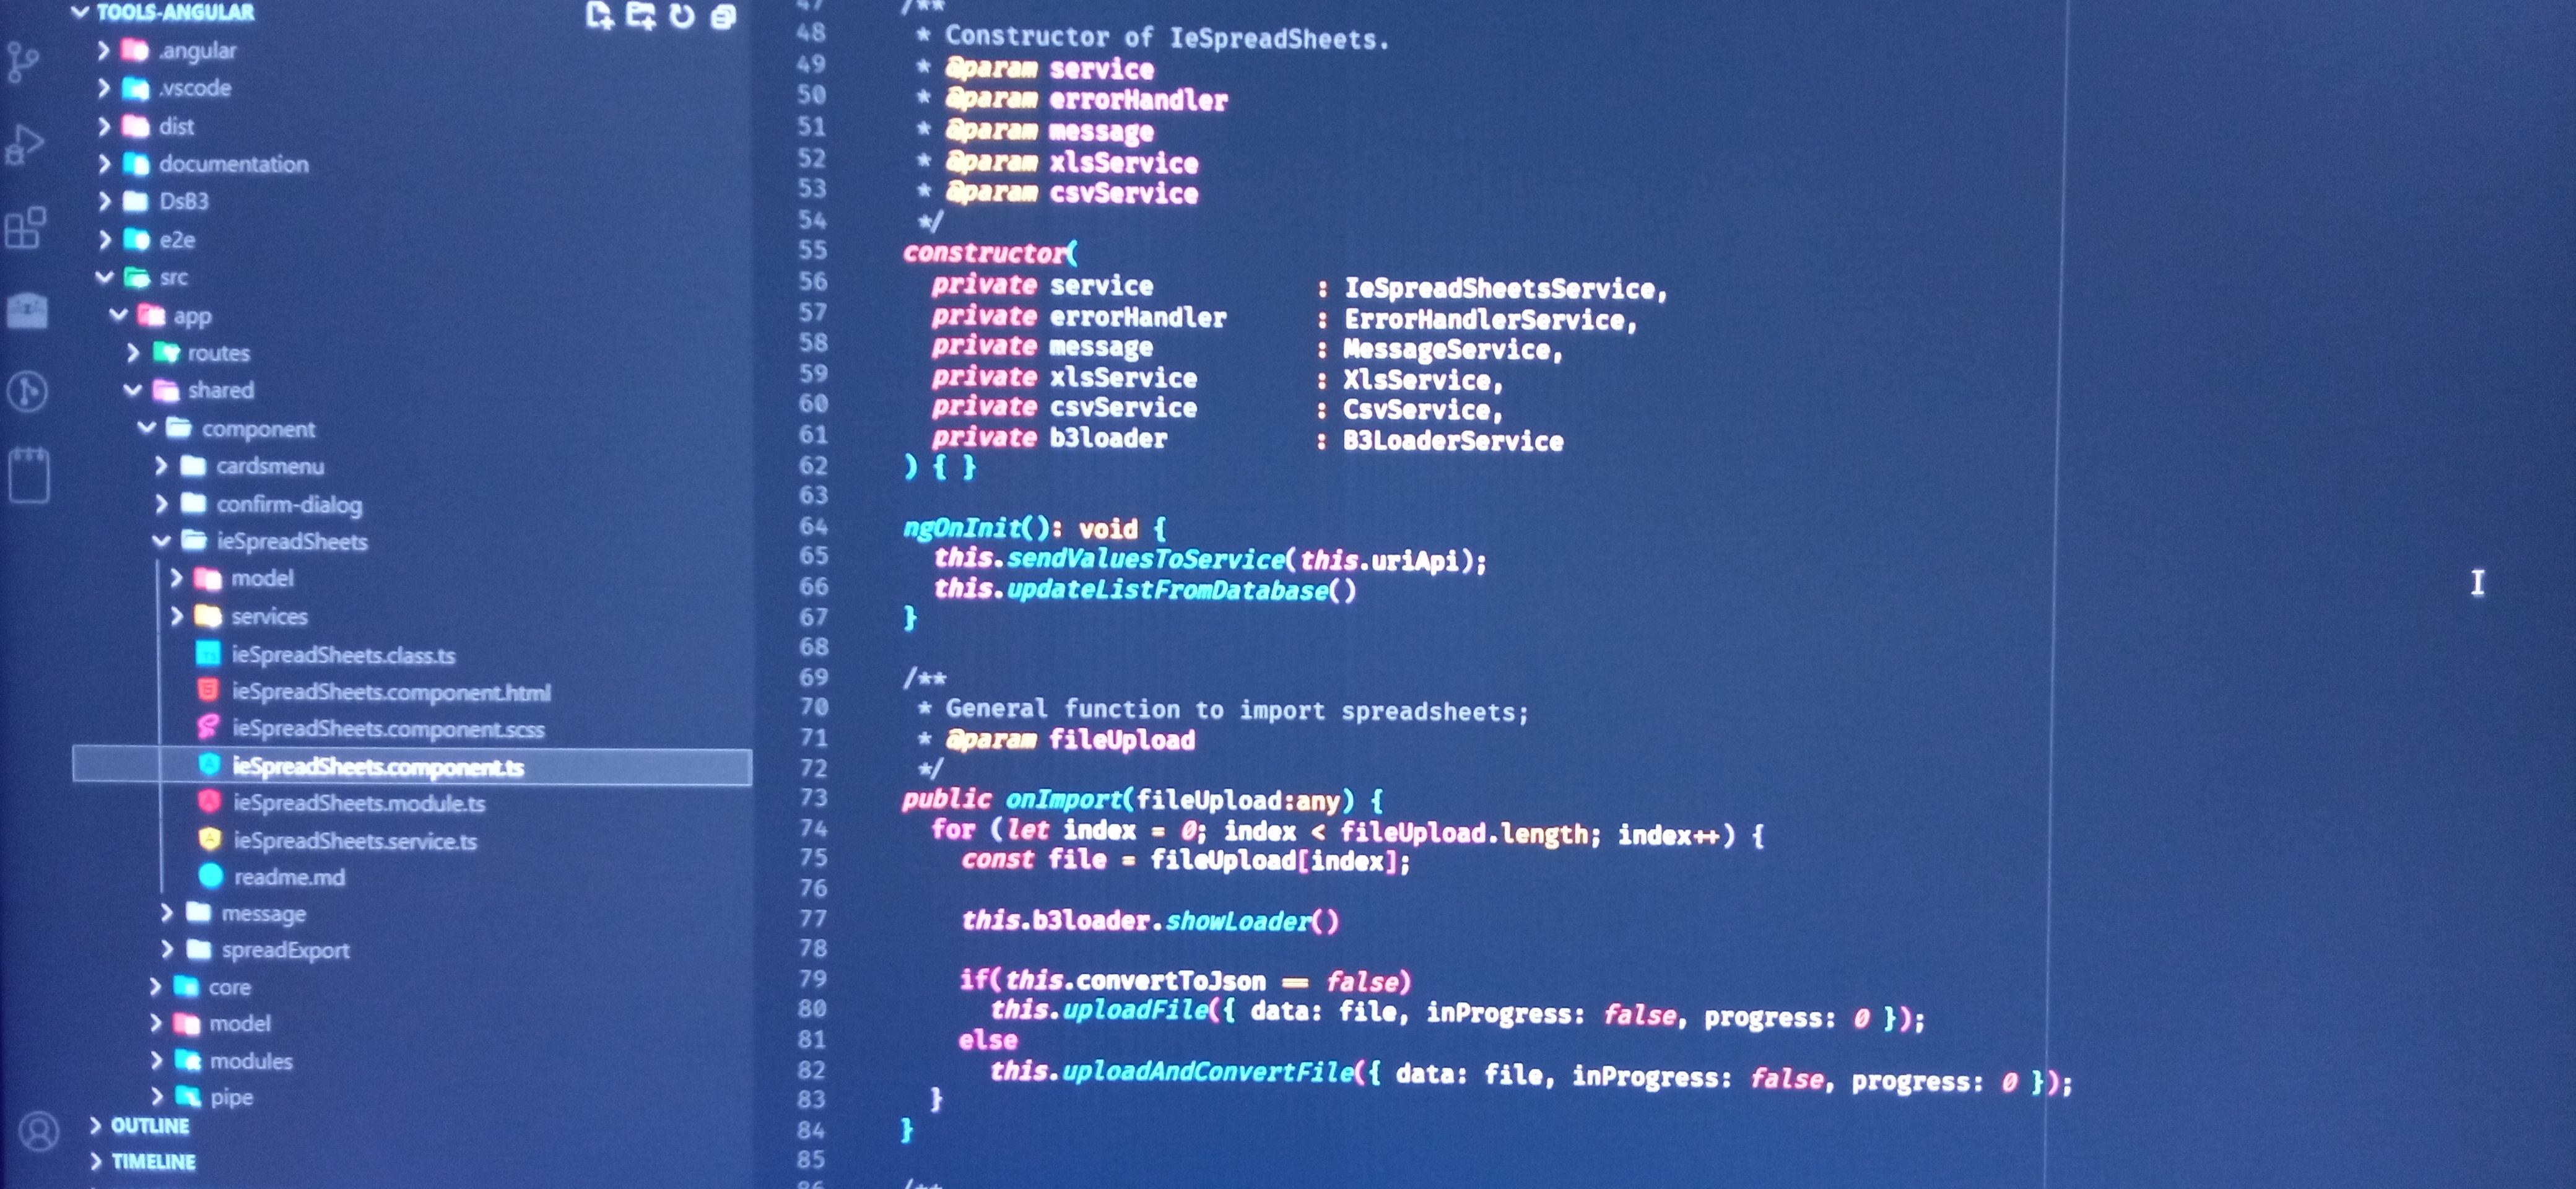 TOOLS-ANGULAR
.angular
.vscode
dist
documentation
DsB3
e2e
src
app
routes
shared
component
cardsmenu
confirm-dialog
ieSpreadSheets
model
services
ieSpreadSheets.class.ts
ieSpreadSheets.component.html
ieSpreadSheets.component.scss
ieSpreadSheets.component.ts
ieSpreadSheets.module.ts
ieSpreadSheets.service.ts
readme.md
message
spreadExport
core
model
modules
pipe
OUTLINE
TIMELINE
47 /**
48 * Constructor of IeSpreadSheets.
49 * @param service
50 * @param errorHandler
51 * @param message
52 * @param xlsService
53 * @param csvService
54 */
55 constructor(
56 private service : IeSpreadSheetsService,
57 private errorHandler : ErrorHandlerService,
58 private message : MessageService,
59 private xlsService : XlsService,
60 private csvService : CsvService,
61 private b3loader : B3LoaderService
62 ) { }
63
64 ngOnInit(): void {
65 this.sendValuesToService(this.uriApi);
66 this.updateListFromDatabase()
67 }
68
69 /**
70 * General function to import spreadsheets;
71 * @param fileUpload
72 */
73 public onImport(fileUpload:any) {
74 for (let index = 0; index < fileUpload.length; index++) {
75 const file = fileUpload[index];
76
77 this.b3loader.showLoader()
78
79 if(this.convertToJson == false)
80 this.uploadFile({ data: file, inProgress: false, progress: 0 });
81 else
82 this.uploadAndConvertFile({ data: file, inProgress: false, progress: 0 });
83 }
84 }
85
86 /**